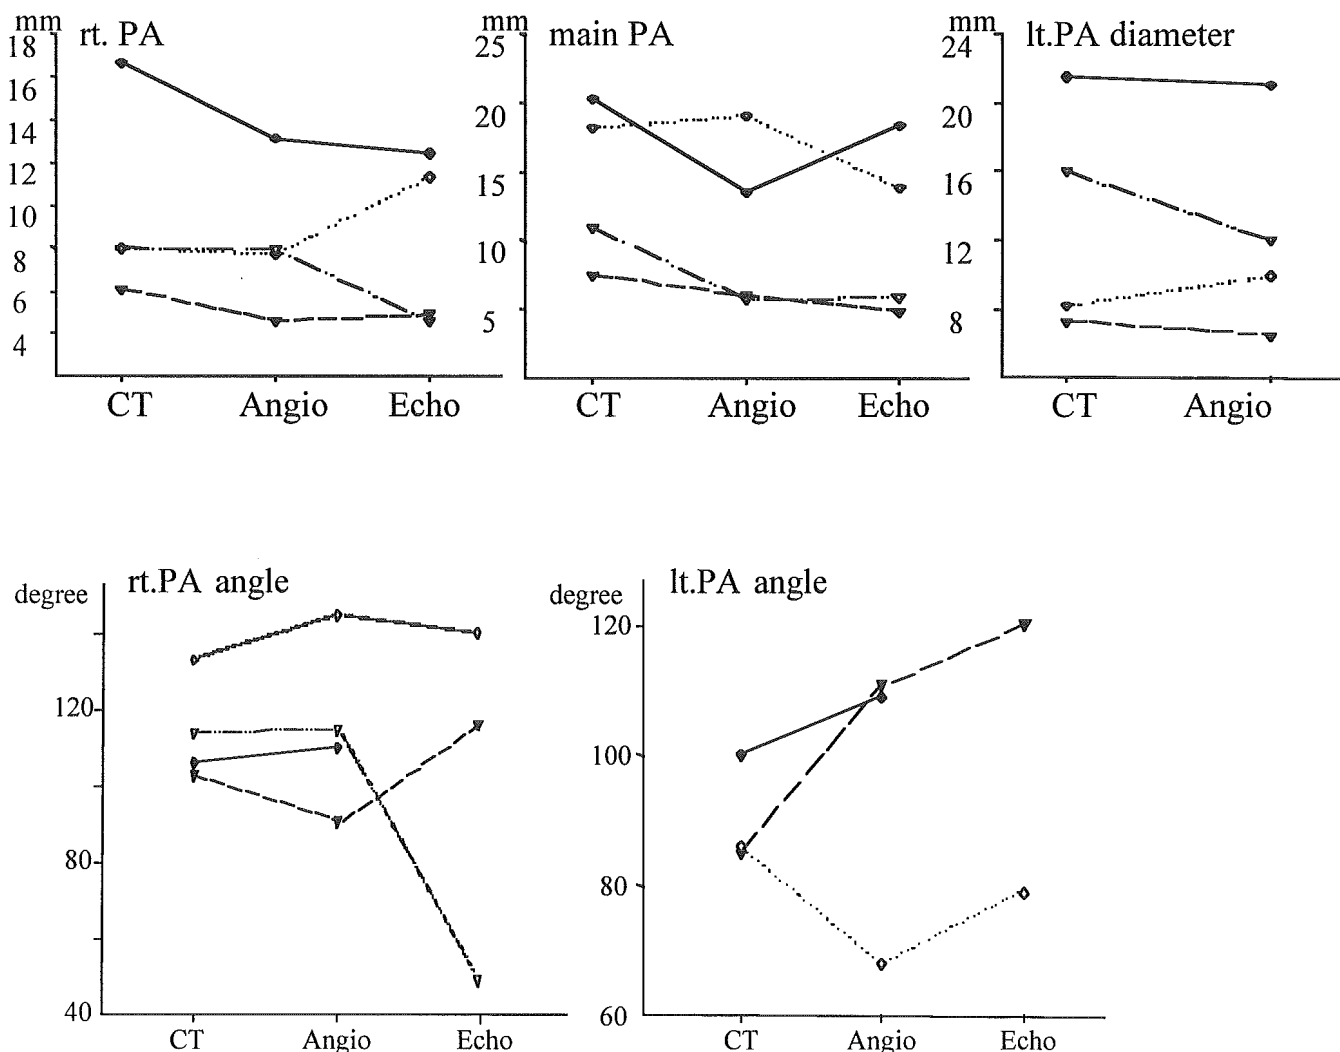 mm
rt. PA
18
16
14
12
10
8
6
4
CT Angio Echo
mm
main PA
25
20
15
10
5
CT Angio Echo
mm
lt.PA diameter
24
20
16
12
8
CT Angio
degree
rt.PA angle
120
80
40
CT Angio Echo
degree
lt.PA angle
120
100
80
60
CT Angio Echo